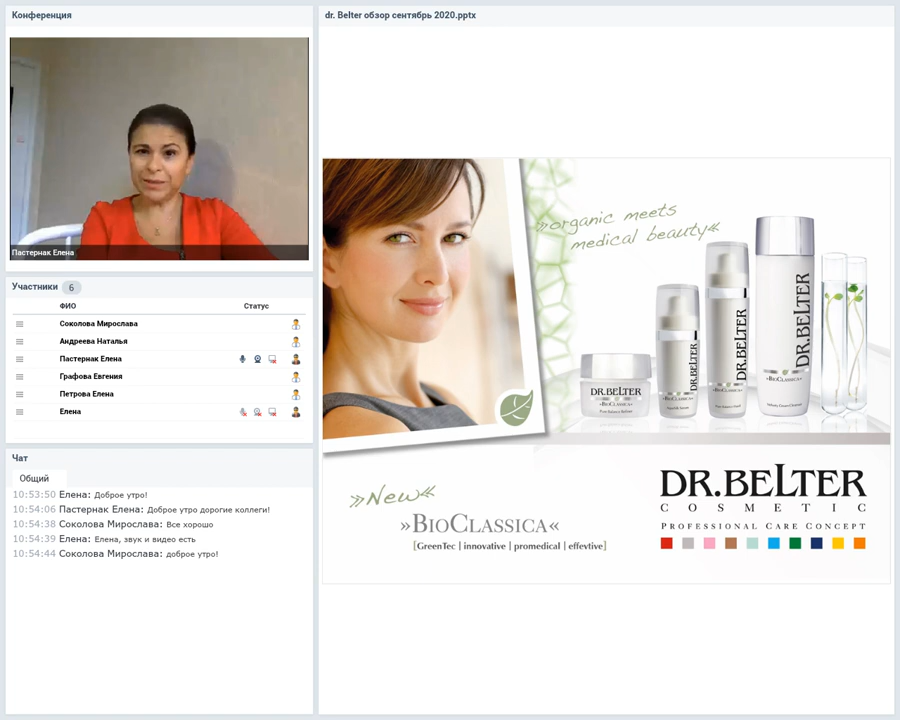 Конференция
Пастернак Елена
Участники 6
ФИО Статус
Соколова Мирослава
Андреева Наталья
Пастернак Елена
Графова Евгения
Петрова Елена
Елена
Чат
Общий
10:53:50 Елена: Доброе утро!
10:54:06 Пастернак Елена: Доброе утро дорогие коллеги!
10:54:38 Соколова Мирослава: Все хорошо
10:54:39 Елена: Елена, звук и видео есть
10:54:44 Соколова Мирослава: доброе утро!
dr. Belter обзор сентябрь 2020.pptx
»organic meets
medical beauty«
DR.BELTER
»BIOCLASSICA«
DR.BELTER
»BIOCLASSICA«
DR.BELTER
»BIOCLASSICA«
DR.BELTER
»BIOCLASSICA«
»New«
»BIOCLASSICA«
[GreenTec | innovative | promedical | effevtive]
DR.BELTER
COSMETIC
PROFESSIONAL CARE CONCEPT